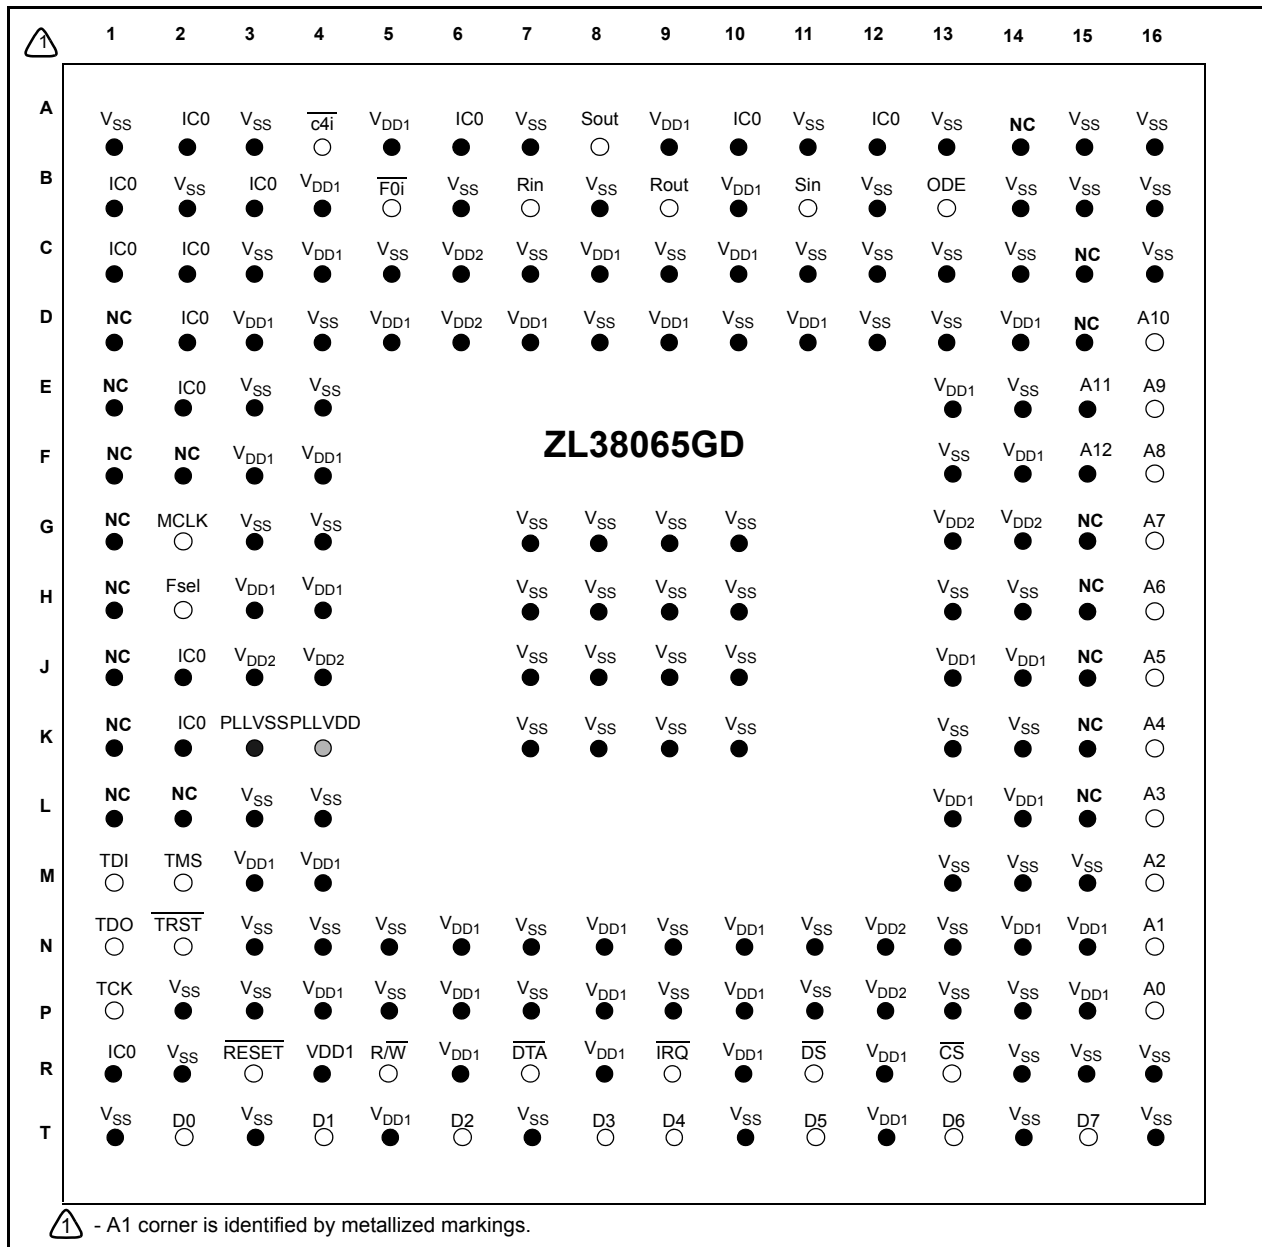 1 1 2 3 4 5 6 7 8 9 10 11 12 13 14 15 16
A VSS IC0 VSS c4i VDD1 IC0 VSS Sout VDD1 IC0 VSS IC0 VSS NC VSS VSS
B IC0 VSS IC0 VDD1 F0i VSS Rin VSS Rout VDD1 Sin VSS ODE VSS VSS VSS
C IC0 IC0 VSS VDD1 VSS VDD2 VSS VDD1 VSS VDD1 VSS VSS VSS VSS NC VSS
D NC IC0 VDD1 VSS VDD1 VDD2 VDD1 VSS VDD1 VSS VDD1 VSS VSS VDD1 NC A10
E NC IC0 VSS VSS VDD1 VSS A11 A9
ZL38065GD
F NC NC VDD1 VDD1 VSS VDD1 A12 A8
G NC MCLK VSS VSS VSS VSS VSS VSS VDD2 VDD2 NC A7
H NC Fsel VDD1 VDD1 VSS VSS VSS VSS VSS VSS NC A6
J NC IC0 VDD2 VDD2 VSS VSS VSS VSS VDD1 VDD1 NC A5
K NC IC0 PLLVSS PLLVDD VSS VSS VSS VSS VSS VSS NC A4
L NC NC VSS VSS VDD1 VDD1 NC A3
M TDI TMS VDD1 VDD1 VSS VSS VSS A2
N TDO TRST VSS VSS VSS VDD1 VSS VDD1 VSS VDD1 VSS VDD2 VSS VDD1 VDD1 A1
P TCK VSS VSS VDD1 VSS VDD1 VSS VDD1 VSS VDD1 VSS VDD2 VSS VSS VDD1 A0
R IC0 VSS RESET VDD1 R/W VDD1 DTA VDD1 IRQ VDD1 DS VDD1 CS VSS VSS VSS
T VSS D0 VSS D1 VDD1 D2 VSS D3 D4 VSS D5 VDD1 D6 VSS D7 VSS
1 - A1 corner is identified by metallized markings.